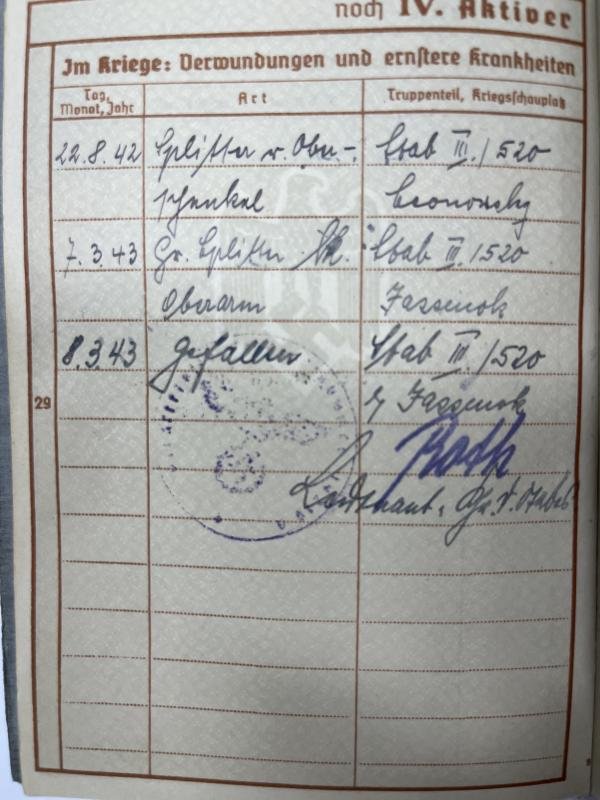 noch IV. Aktiver
Im Kriege: Verwundungen und ernstere Krankheiten
Tag, Monat, Jahr Art Truppenteil, Kriegsschauplatz
22.8.42 Splitter r. Ober- Stab III./520
schenkel
7.3.43 Gr. Splitter lk. Stab III./520
Oberarm Jassenok
8.3.43 gefallen Stab III./520
Jassenok
29
Leutnant